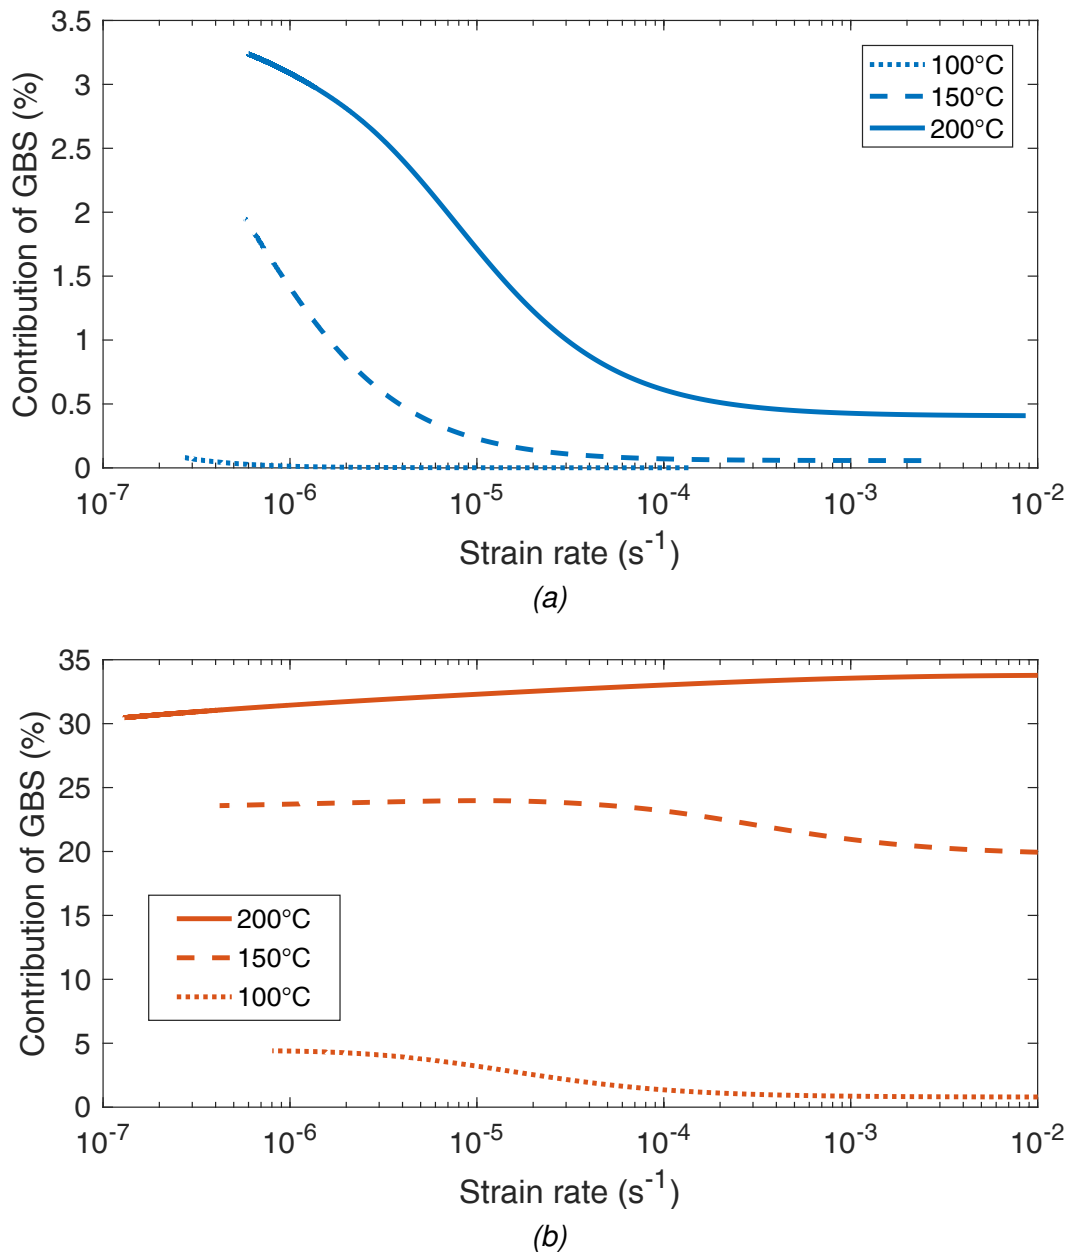 3.5
3
2.5
2
1.5
1
0.5
0
Contribution of GBS (%)
100°C
150°C
200°C
10⁻⁷ 10⁻⁶ 10⁻⁵ 10⁻⁴ 10⁻³ 10⁻²
Strain rate (s⁻¹)
(a)
35
30
25
20
15
10
5
0
Contribution of GBS (%)
200°C
150°C
100°C
10⁻⁷ 10⁻⁶ 10⁻⁵ 10⁻⁴ 10⁻³ 10⁻²
Strain rate (s⁻¹)
(b)